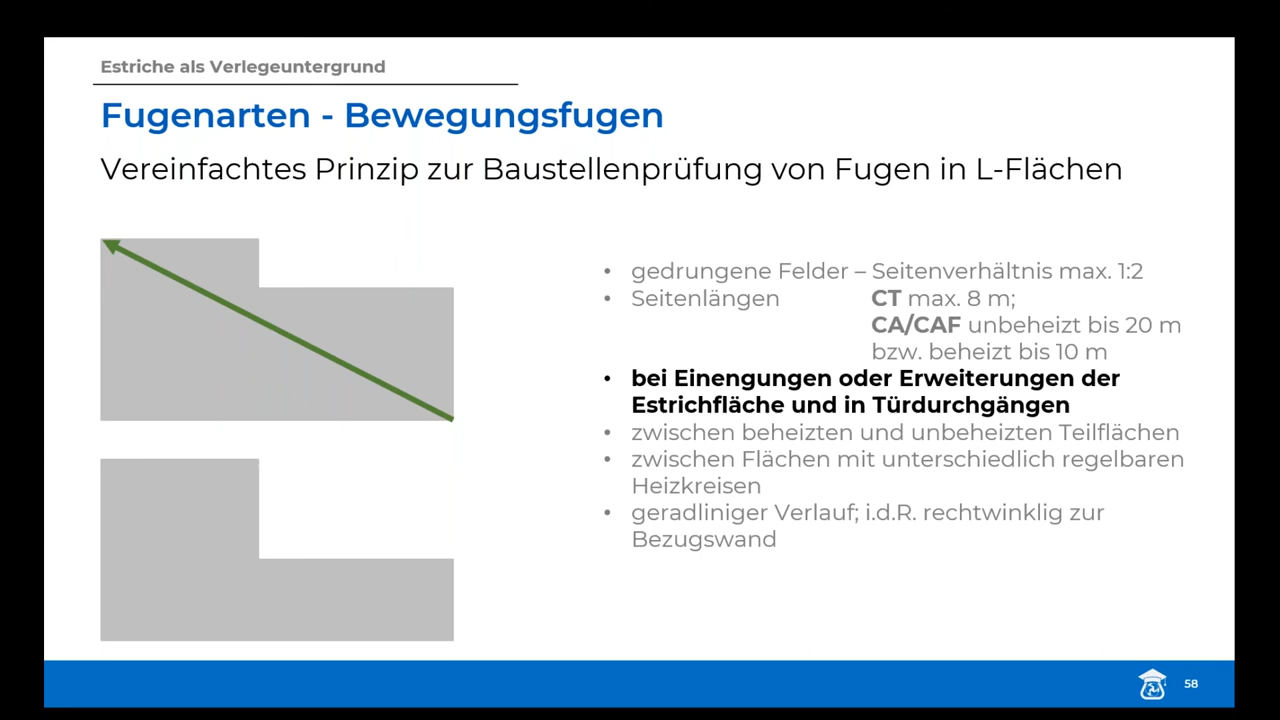 Estriche als Verlegeuntergrund
Fugenarten - Bewegungsfugen
Vereinfachtes Prinzip zur Baustellenprüfung von Fugen in L-Flächen
• gedrungene Felder – Seitenverhältnis max. 1:2
• Seitenlängen CT max. 8 m;
CA/CAF unbeheizt bis 20 m
bzw. beheizt bis 10 m
• bei Einengungen oder Erweiterungen der
Estrichfläche und in Türdurchgängen
• zwischen beheizten und unbeheizten Teilflächen
• zwischen Flächen mit unterschiedlich regelbaren
Heizkreisen
• geradliniger Verlauf; i.d.R. rechtwinklig zur
Bezugswand
58